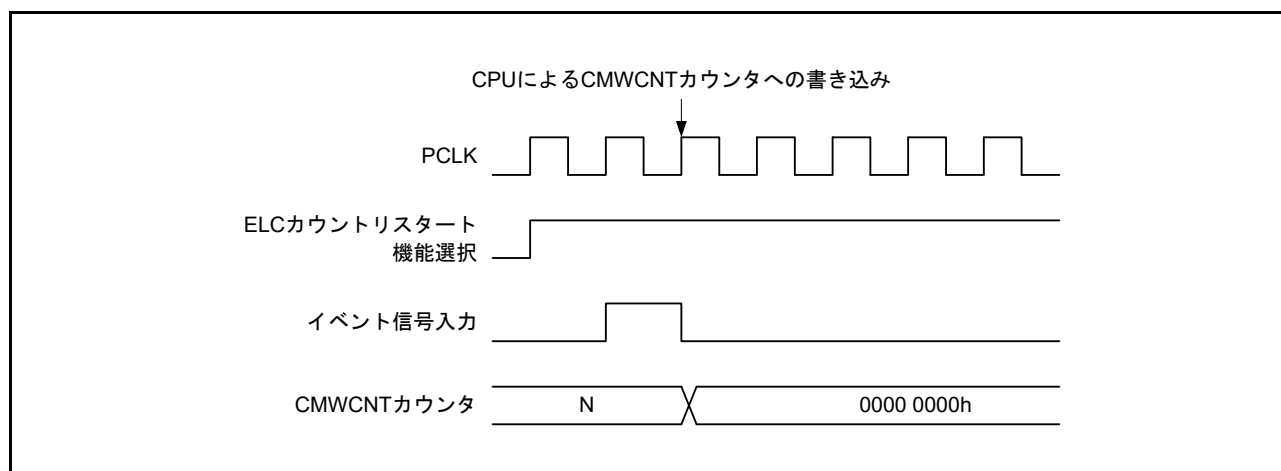 CPUによるCMWCNTカウンタへの書き込み
PCLK
ELCカウントリスタート
機能選択
イベント信号入力
CMWCNTカウンタ N 0000 0000h